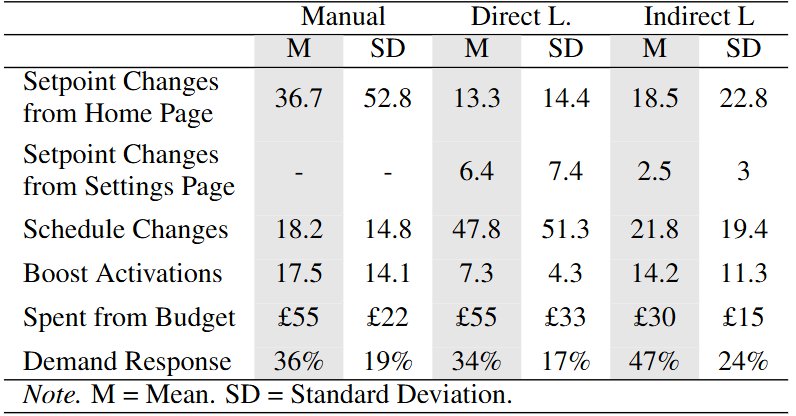 Manual Direct L. Indirect L
M SD M SD M SD
Setpoint Changes
from Home Page 36.7 52.8 13.3 14.4 18.5 22.8
Setpoint Changes
from Settings Page - - 6.4 7.4 2.5 3
Schedule Changes 18.2 14.8 47.8 51.3 21.8 19.4
Boost Activations 17.5 14.1 7.3 4.3 14.2 11.3
Spent from Budget £55 £22 £55 £33 £30 £15
Demand Response 36% 19% 34% 17% 47% 24%
Note. M = Mean. SD = Standard Deviation.